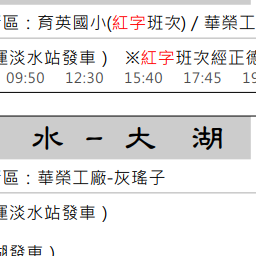 區：育英國小(紅字班次) / 華榮工
運淡水站發車） ※紅字班次經正德
09:50 12:30 15:40 17:45 19
水 – 大 湖
區：華榮工廠-灰瑤子
運淡水站發車）
湖發車）